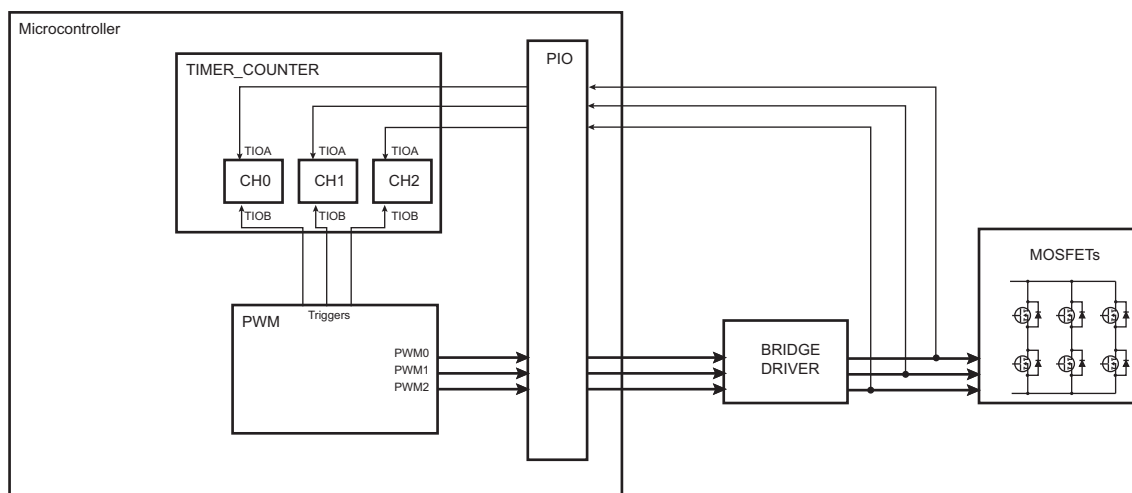 Microcontroller
PIO
TIMER_COUNTER
TIOA TIOA TIOA
CH0 CH1 CH2
TIOB TIOB TIOB
MOSFETs
Triggers
PWM
PWM0
PWM1
PWM2
BRIDGE
DRIVER